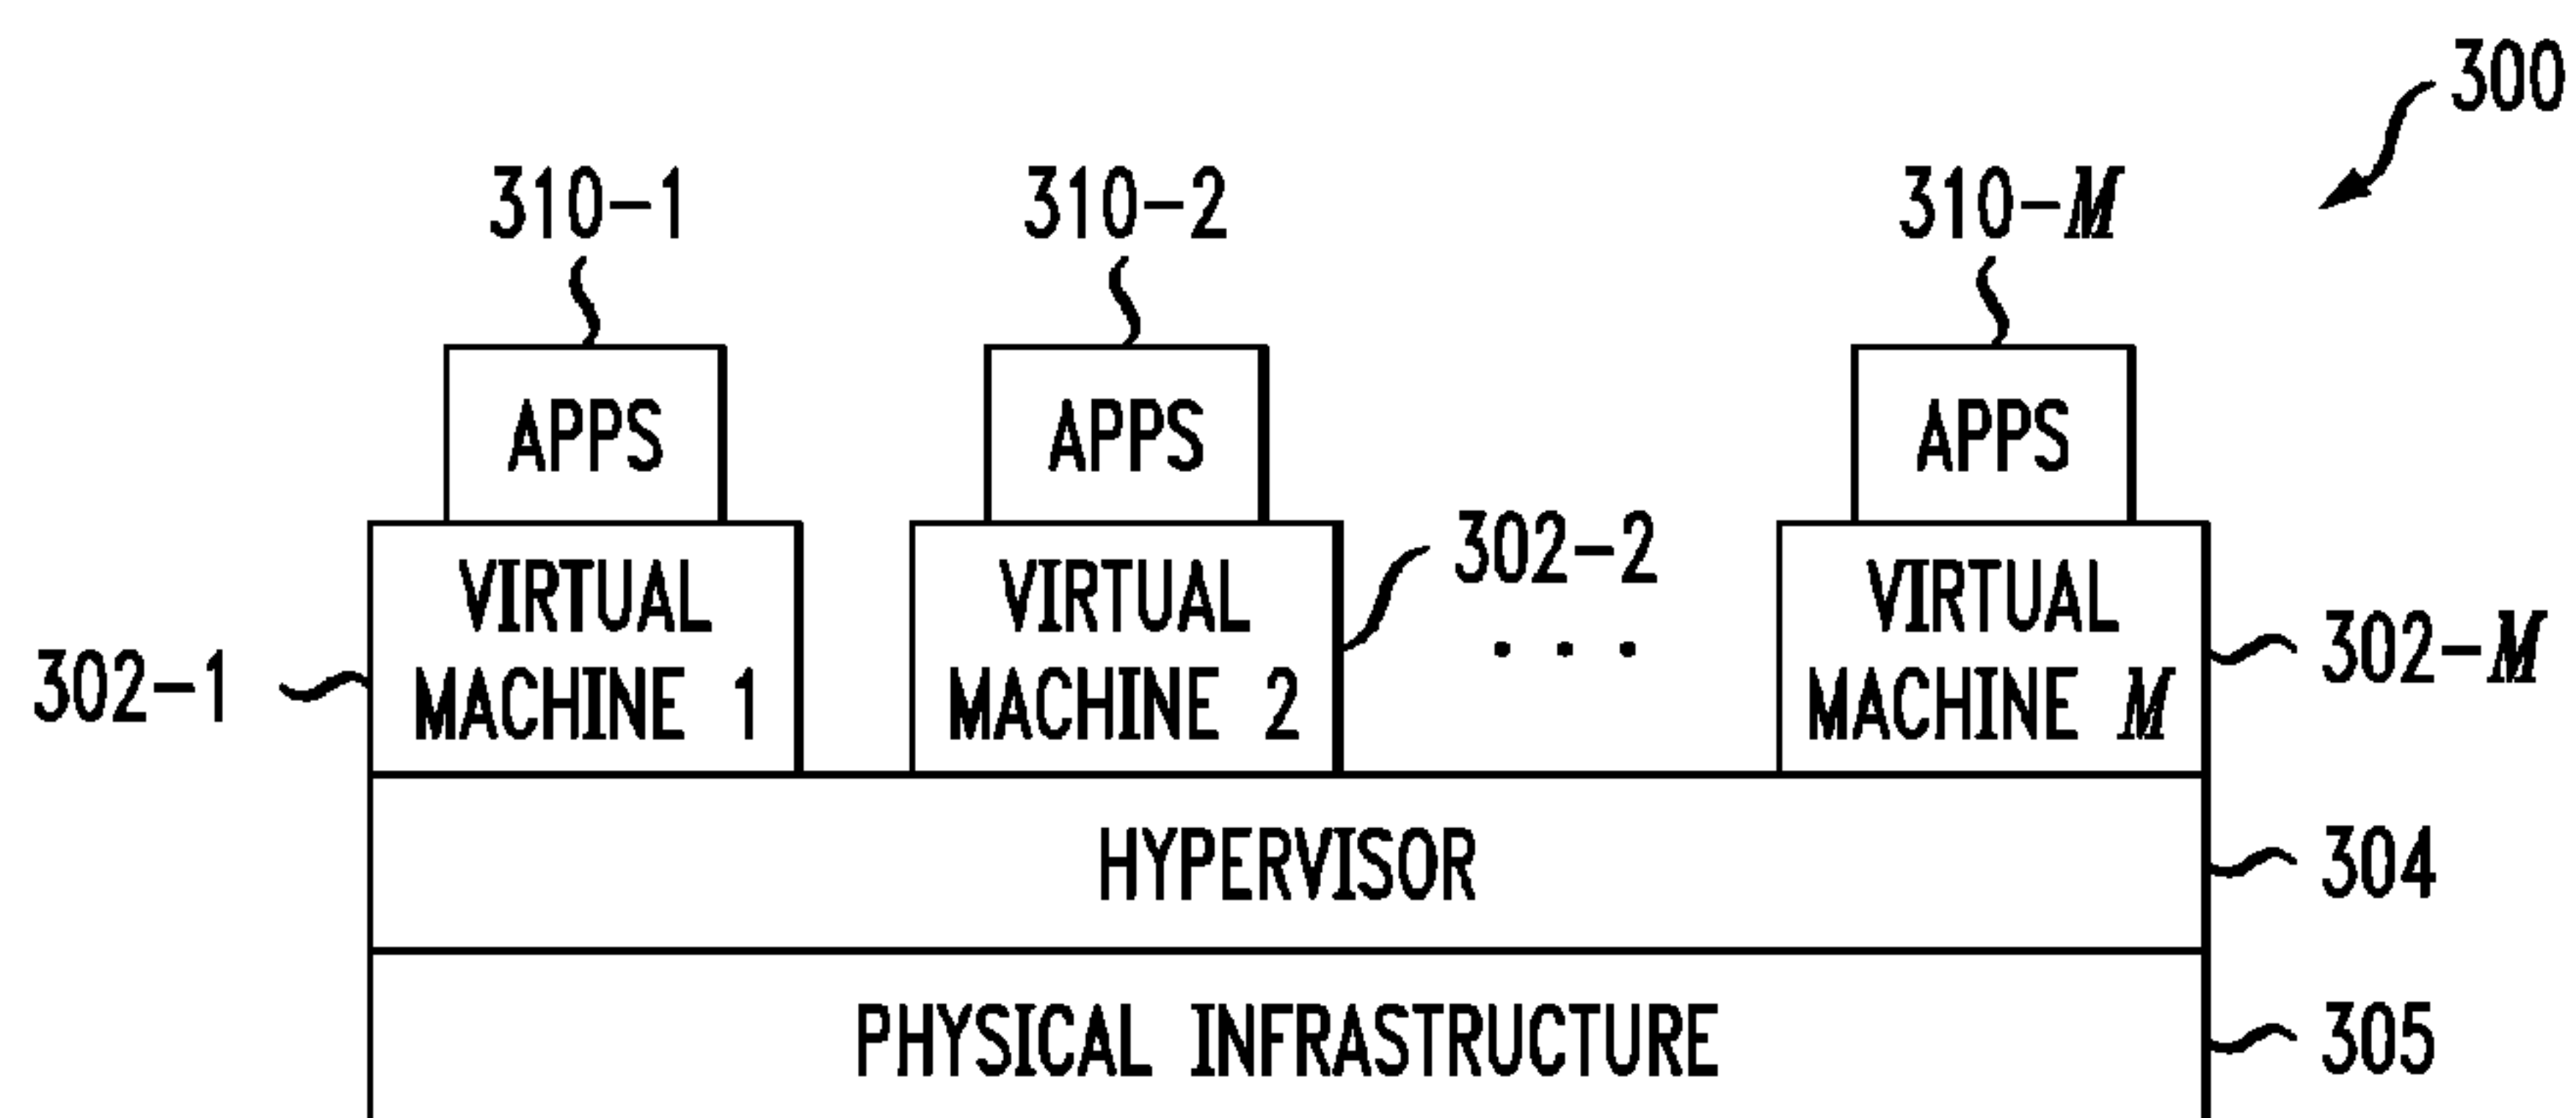 300
310-1 310-2 310-M
APPS APPS APPS
302-2
VIRTUAL VIRTUAL VIRTUAL
302-1 MACHINE 1 MACHINE 2 . . . MACHINE M 302-M
HYPERVISOR 304
PHYSICAL INFRASTRUCTURE 305